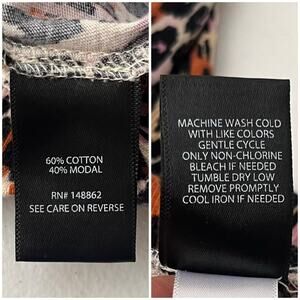 60% COTTON
40% MODAL
RN# 148862
SEE CARE ON REVERSE
MACHINE WASH COLD
WITH LIKE COLORS
GENTLE CYCLE
ONLY NON-CHLORINE
BLEACH IF NEEDED
TUMBLE DRY LOW
REMOVE PROMPTLY
COOL IRON IF NEEDED